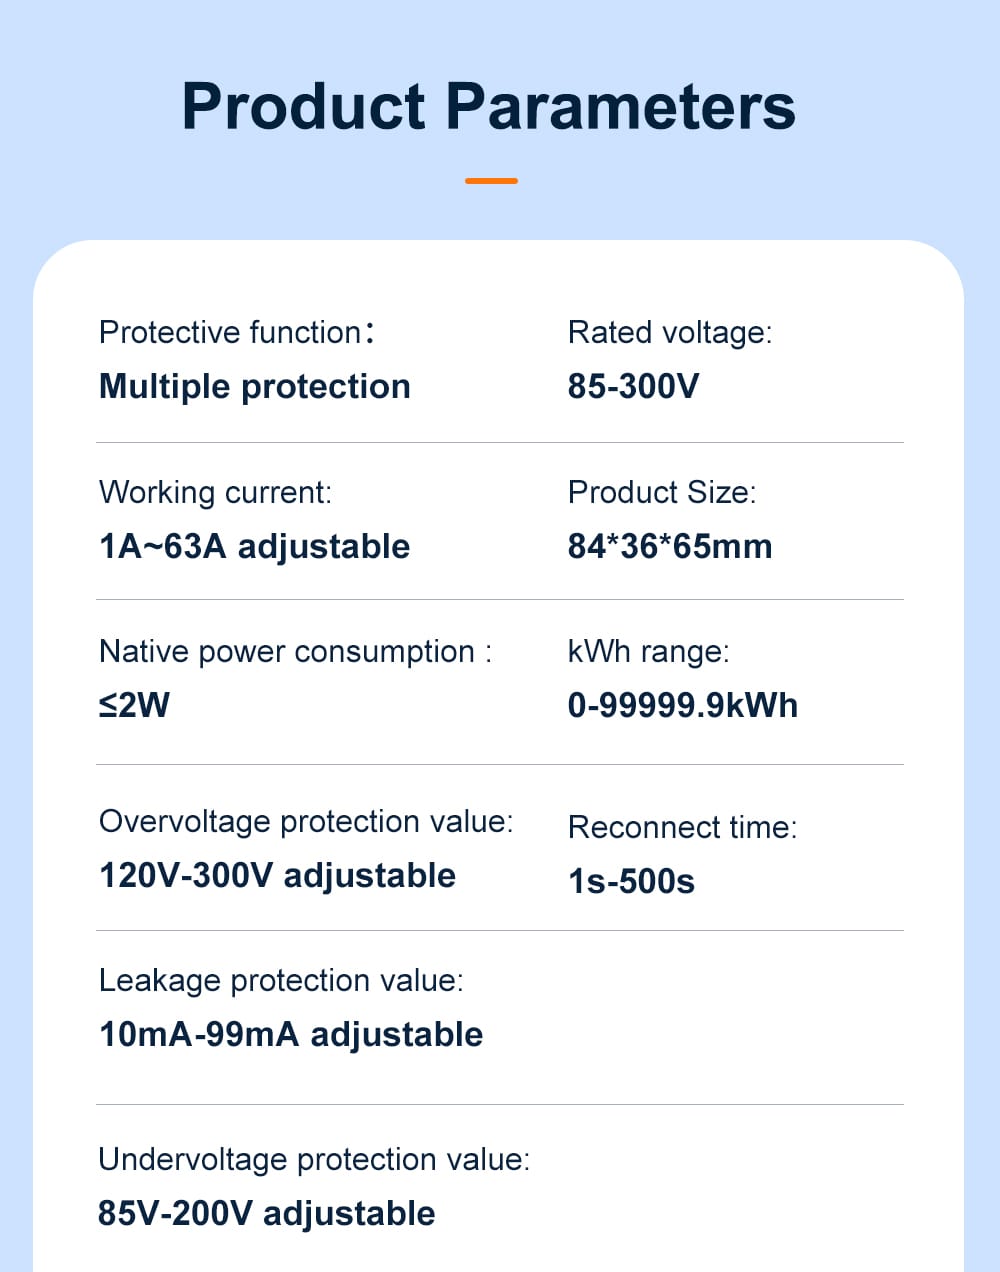 Product Parameters
Protective function：
Multiple protection
Rated voltage:
85-300V
Working current:
1A~63A adjustable
Product Size:
84*36*65mm
Native power consumption :
≤2W
kWh range:
0-99999.9kWh
Overvoltage protection value:
120V-300V adjustable
Reconnect time:
1s-500s
Leakage protection value:
10mA-99mA adjustable
Undervoltage protection value:
85V-200V adjustable